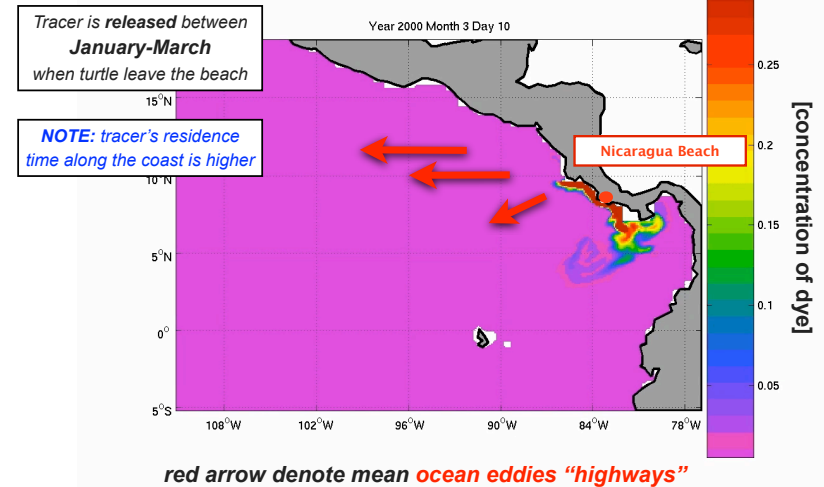 Tracer is released between
January-March
when turtle leave the beach
Year 2000 Month 3 Day 10
NOTE: tracer's residence
time along the coast is higher
15°N
10°N
5°N
0°
5°S
108°W
102°W
96°W
90°W
84°W
78°W
Nicaragua Beach
0.25
0.2
0.15
0.1
0.05
[concentration of dye]
red arrow denote mean ocean eddies “highways”